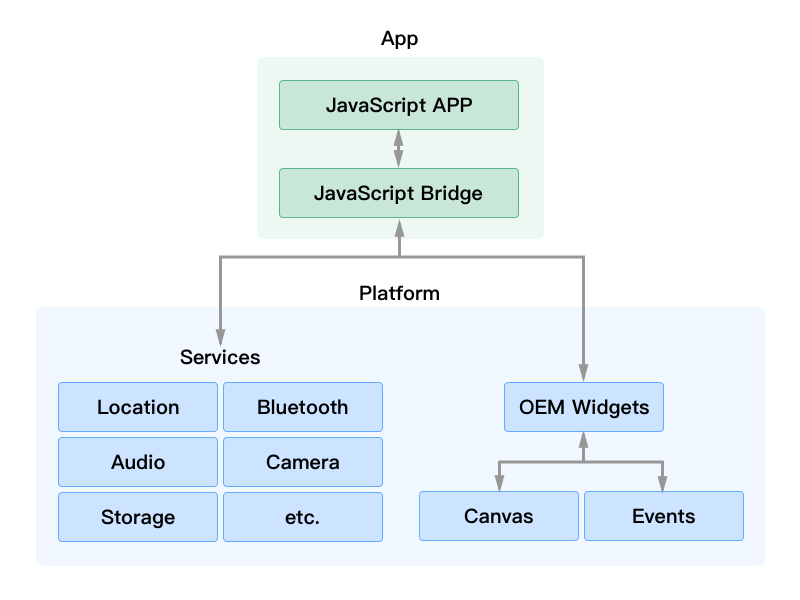 App
JavaScript APP
JavaScript Bridge
Platform
Services
Location
Bluetooth
Audio
Camera
Storage
etc.
OEM Widgets
Canvas
Events